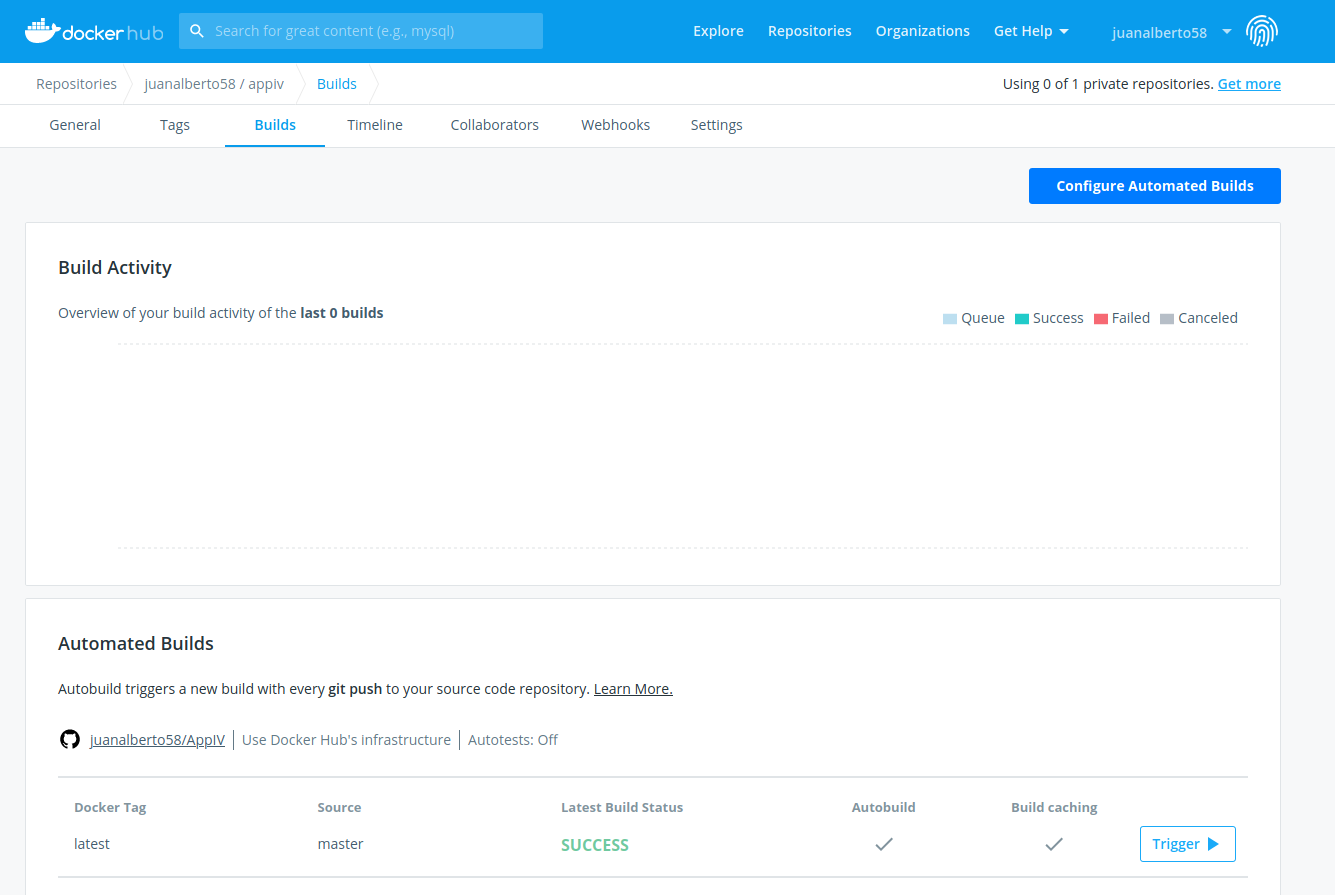 docker hub Search for great content (e.g., mysql) Explore Repositories Organizations Get Help juanalberto58
Repositories juanalberto58 / appiv Builds Using 0 of 1 private repositories. Get more
General Tags Builds Timeline Collaborators Webhooks Settings
Configure Automated Builds
Build Activity
Overview of your build activity of the last 0 builds
Queue Success Failed Canceled
Automated Builds
Autobuild triggers a new build with every git push to your source code repository. Learn More.
juanalberto58/AppIV Use Docker Hub's infrastructure Autotests: Off
Docker Tag Source Latest Build Status Autobuild Build caching
latest master SUCCESS Trigger